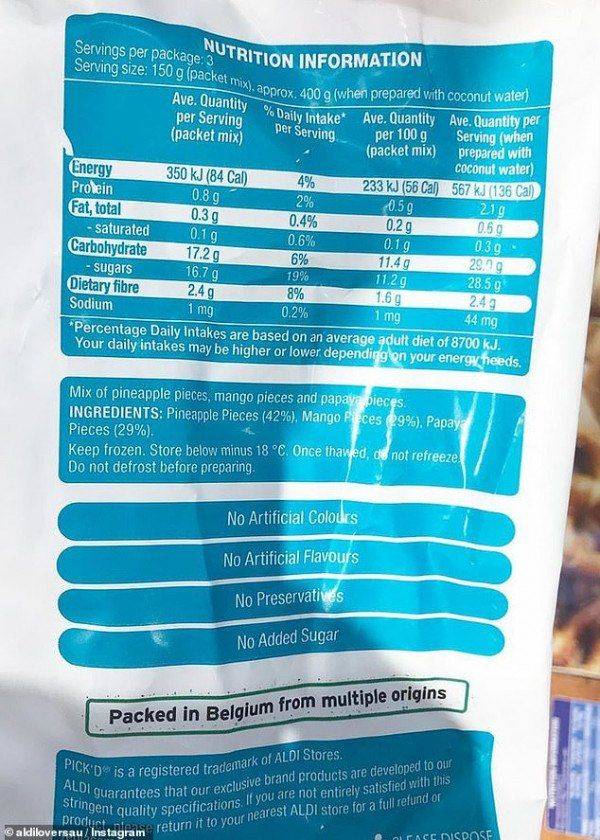 NUTRITION INFORMATION
Servings per package: 3
Serving size: 150 g (packet mix), approx. 400 g (when prepared with coconut water)
Ave. Quantity per Serving (packet mix) % Daily Intake* per Serving Ave. Quantity per 100 g (packet mix) Ave. Quantity per Serving (when prepared with coconut water)
Energy 350 kJ (84 Cal) 4% 233 kJ (56 Cal) 567 kJ (136 Cal)
Protein 0.8 g 2% 0.5 g 2.1 g
Fat, total 0.3 g 0.4% 0.2 g 0.6 g
- saturated 0.1 g 0.6% 0.1 g 0.3 g
Carbohydrate 17.2 g 6% 11.4 g 29.0 g
- sugars 16.7 g 19% 11.2 g 28.5 g
Dietary fibre 2.4 g 8% 1.6 g 2.4 g
Sodium 1 mg 0.2% 1 mg 44 mg
*Percentage Daily Intakes are based on an average adult diet of 8700 kJ.
Your daily intakes may be higher or lower depending on your energy needs.
Mix of pineapple pieces, mango pieces and papaya pieces.
INGREDIENTS: Pineapple Pieces (42%), Mango Pieces (29%), Papaya
Pieces (29%).
Keep frozen. Store below minus 18 °C. Once thawed, do not refreeze.
Do not defrost before preparing.
No Artificial Colours
No Artificial Flavours
No Preservatives
No Added Sugar
Packed in Belgium from multiple origins
PICK'D® is a registered trademark of ALDI Stores.
ALDI guarantees that our exclusive brand products are developed to our
stringent quality specifications. If you are not entirely satisfied with this
product, please return it to your nearest ALDI store for a full refund or
PLEASE DISPOSE
© aldiloversau / Instagram